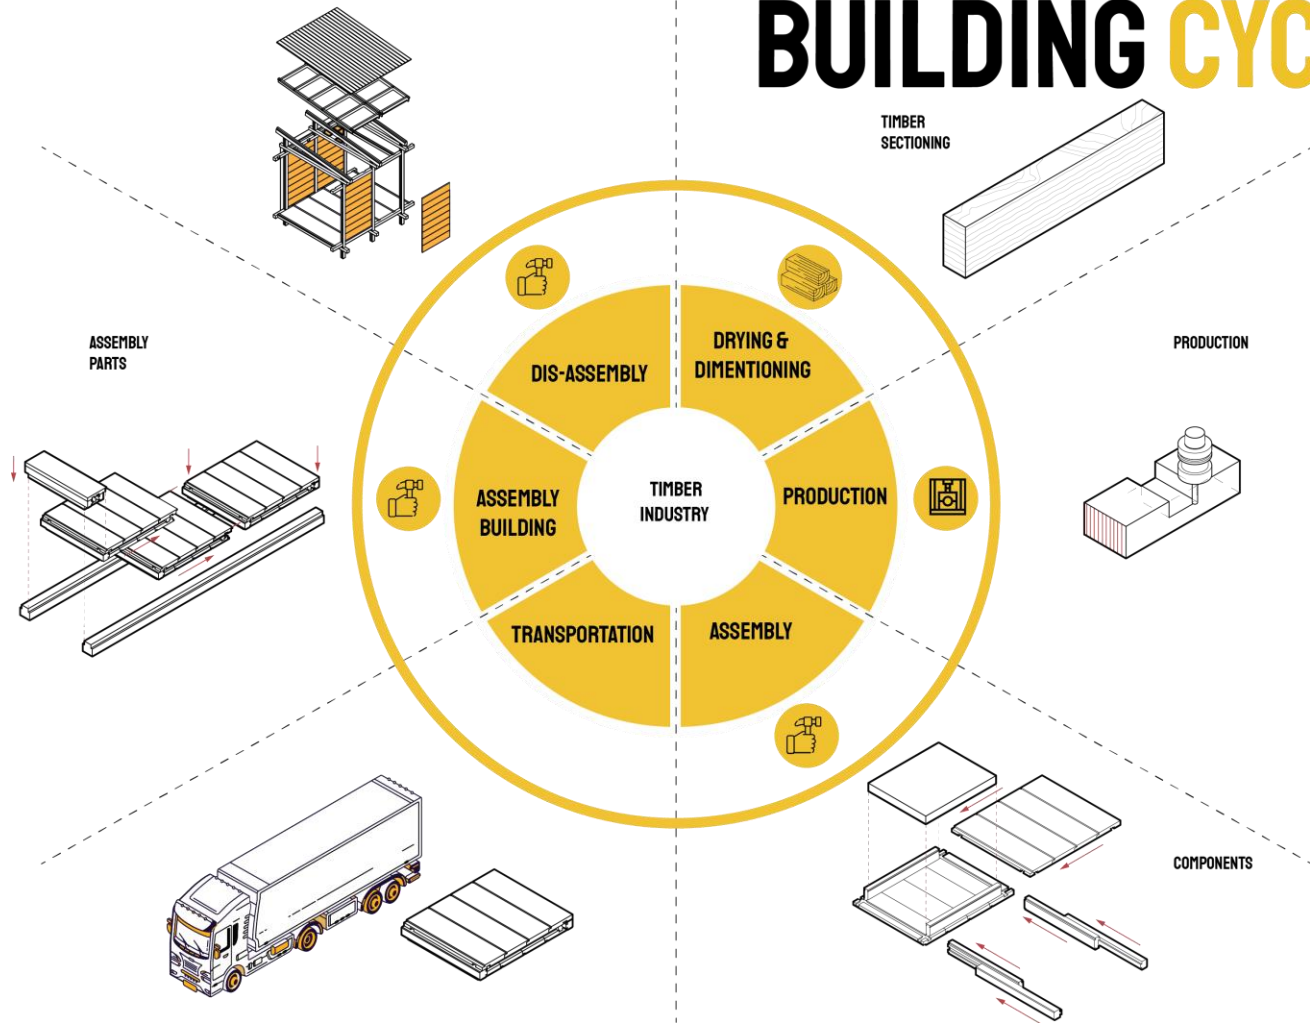 BUILDING CYC
TIMBER
SECTIONING
ASSEMBLY
PARTS
PRODUCTION
DRYING &
DIMENTIONING
DIS-ASSEMBLY
ASSEMBLY
BUILDING
TIMBER
INDUSTRY
PRODUCTION
TRANSPORTATION
ASSEMBLY
COMPONENTS